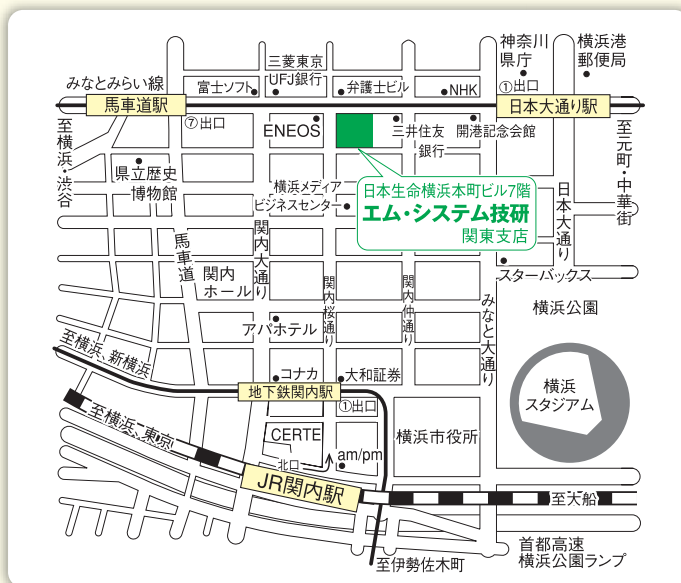 神奈川
県庁
横浜港
郵便局
三菱東京
UFJ銀行
みなとみらい線
富士ソフト
弁護士ビル
NHK
①出口
馬車道駅
日本大通り駅
⑦出口
ENEOS
三井住友
銀行
開港記念会館
至横浜・渋谷
至元町・中華街
県立歴史
博物館
日本生命横浜本町ビル7階
エム・システム技研
関東支店
横浜メディア
ビジネスセンター
日本大通り
馬車道
関内大通り
関内
ホール
関内桜通り
関内仲通り
みなと大通り
スターバックス
横浜公園
アパホテル
至横浜、新横浜
コナカ
大和証券
地下鉄関内駅
①出口
横浜
スタジアム
至横浜、東京
CERTE
横浜市役所
北口
am/pm
JR関内駅
至大船
至伊勢佐木町
首都高速
横浜公園ランプ